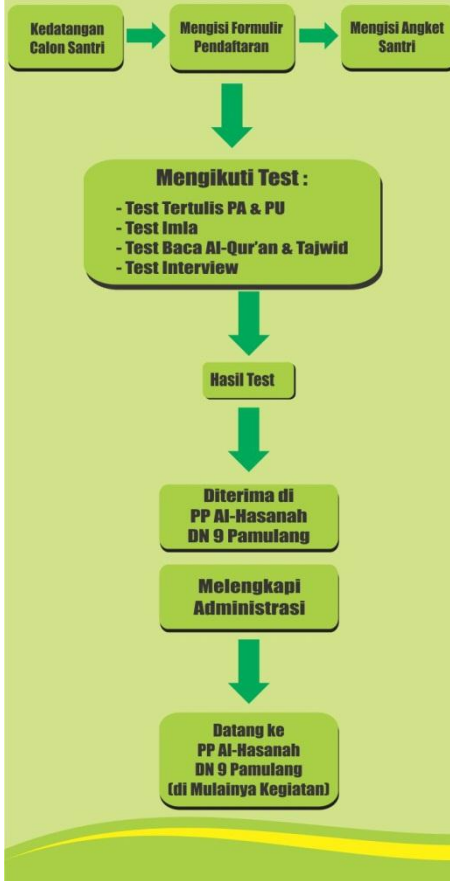 Kedatangan
Calon Santri
Mengisi Formulir
Pendaftaran
Mengisi Angket
Santri
Mengikuti Test :
- Test Tertulis PA & PU
- Test Imla
- Test Baca Al-Qur'an & Tajwid
- Test Interview
Hasil Test
Diterima di
PP Al-Hasanah
DN 9 Pamulang
Melengkapi
Administrasi
Datang ke
PP Al-Hasanah
DN 9 Pamulang
(di Mulainya Kegiatan)